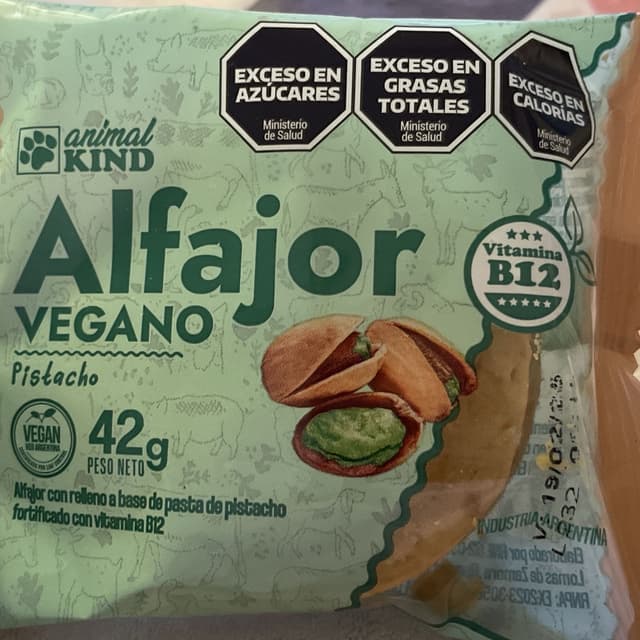 EXCESO EN
AZÚCARES
Ministerio
de Salud
EXCESO EN
GRASAS
TOTALES
Ministerio
de Salud
EXCESO EN
CALORÍAS
Ministerio
de Salud
animal
KIND
Alfajor
VEGANO
Pistacho
Vitamina
B12
VEGAN
42g
PESO NETO
Alfajor con relleno a base de pasta de pistacho
fortificado con vitamina B12
INDUSTRIA ARGENTINA
Elaborado por
Lomas de Zamora